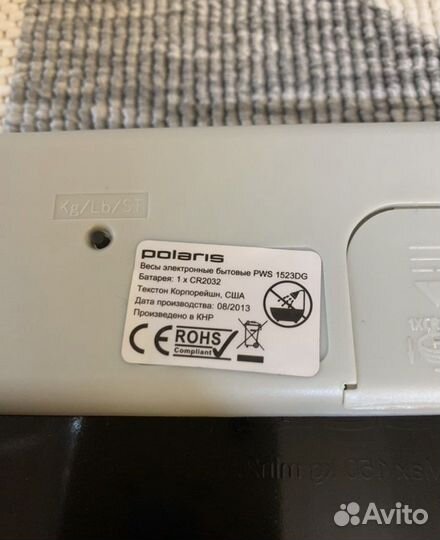 Kg/Lb/ST
polaris
Весы электронные бытовые PWS 1523DG
Батарея: 1 x CR2032
Текстон Корпорейшн, США
Дата производства: 08/2013
Произведено в КНР
CE ROHS
Compliant
Avito